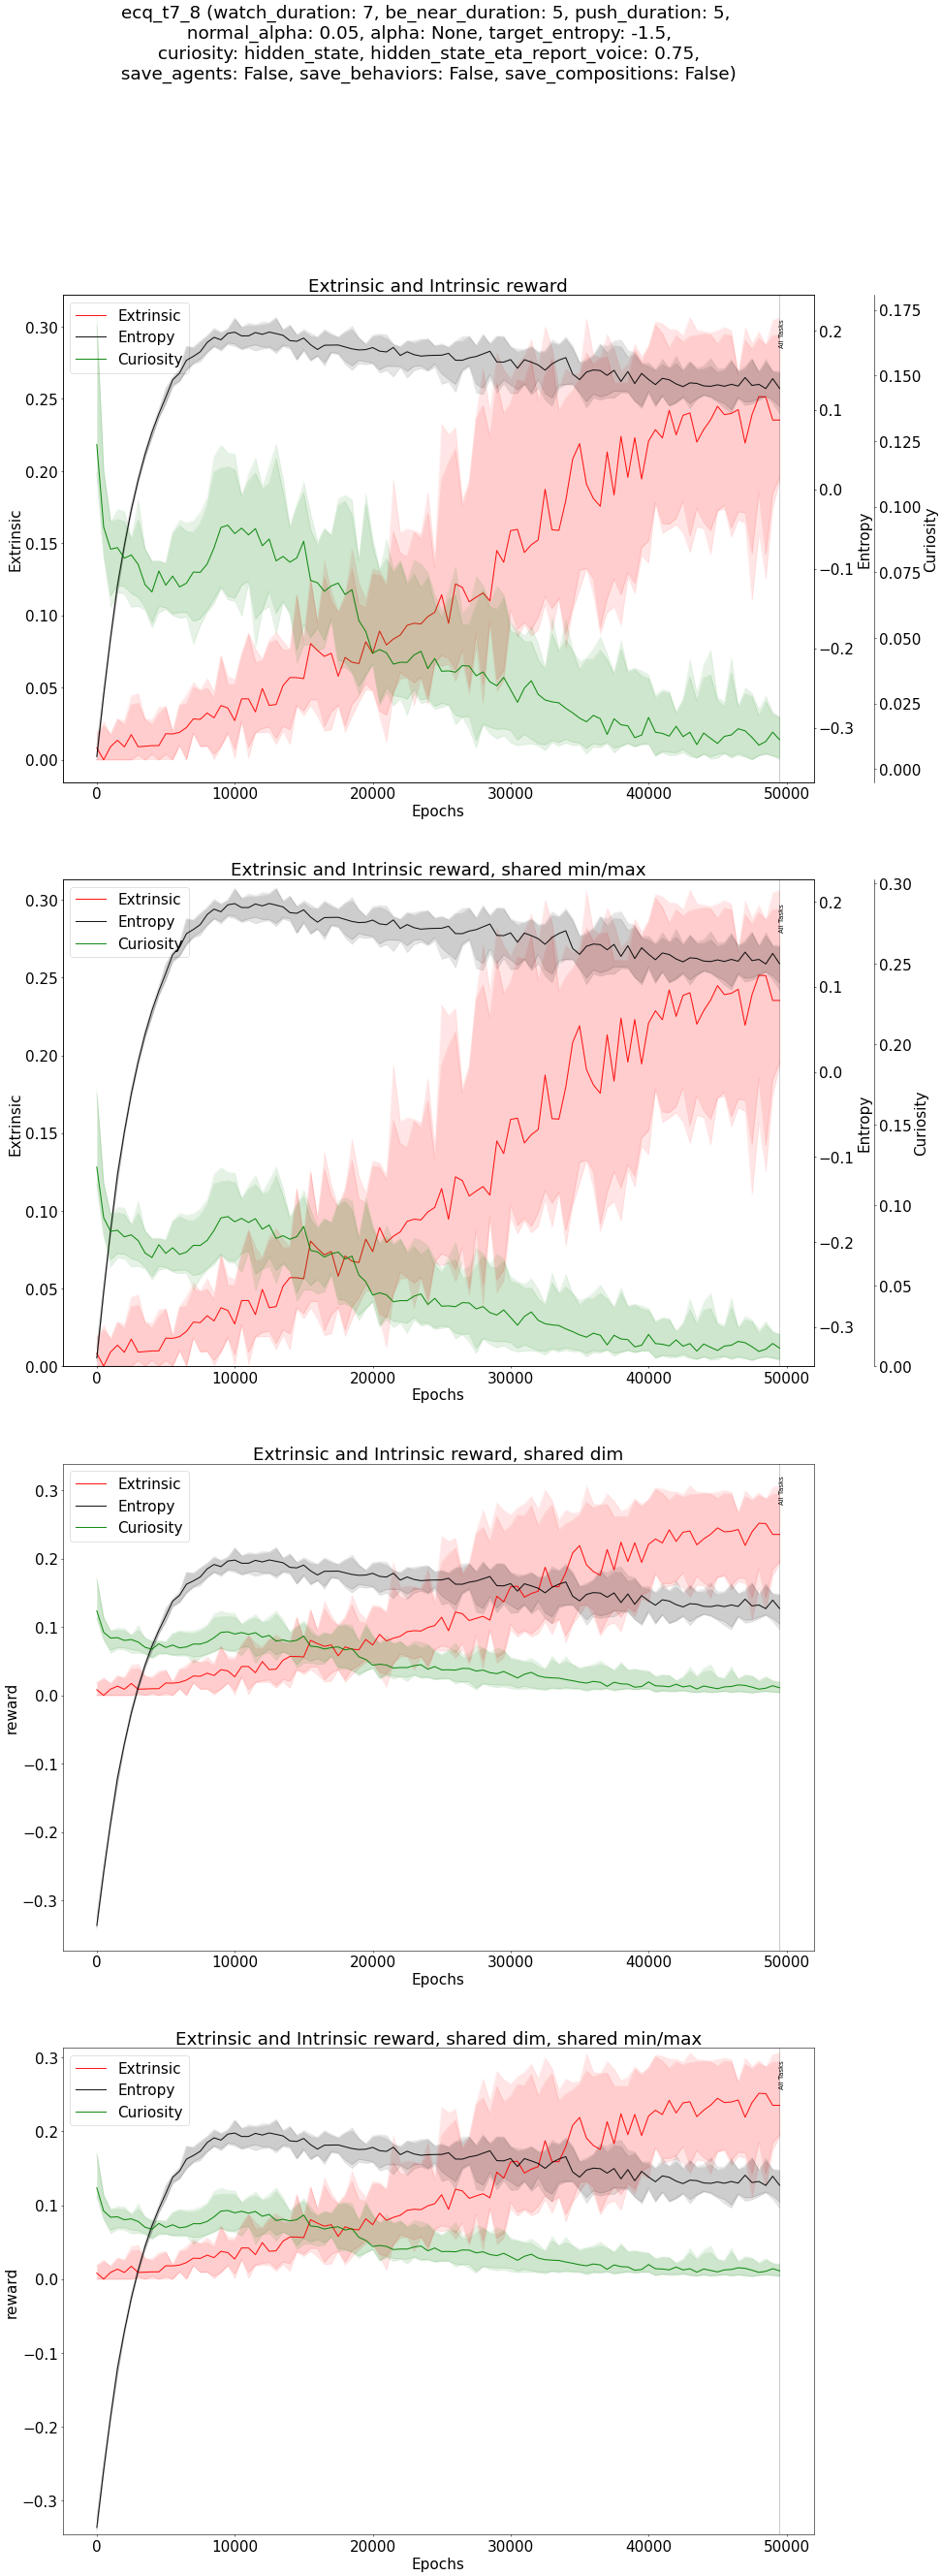 ecq_t7_8 (watch_duration: 7, be_near_duration: 5, push_duration: 5,
normal_alpha: 0.05, alpha: None, target_entropy: -1.5,
curiosity: hidden_state, hidden_state_eta_report_voice: 0.75,
save_agents: False, save_behaviors: False, save_compositions: False)
Extrinsic and Intrinsic reward
Extrinsic
Entropy
Curiosity
All Tasks
0.30
0.25
0.20
0.15
0.10
0.05
0.00
Extrinsic
0.2
0.1
0.0
−0.1
−0.2
−0.3
Entropy
0.175
0.150
0.125
0.100
0.075
0.050
0.025
0.000
Curiosity
0 10000 20000 30000 40000 50000
Epochs
Extrinsic and Intrinsic reward, shared min/max
Extrinsic
Entropy
Curiosity
All Tasks
0.30
0.25
0.20
0.15
0.10
0.05
0.00
Extrinsic
0.2
0.1
0.0
−0.1
−0.2
−0.3
Entropy
0.30
0.25
0.20
0.15
0.10
0.05
0.00
Curiosity
0 10000 20000 30000 40000 50000
Epochs
Extrinsic and Intrinsic reward, shared dim
Extrinsic
Entropy
Curiosity
All Tasks
0.3
0.2
0.1
0.0
−0.1
−0.2
−0.3
reward
0 10000 20000 30000 40000 50000
Epochs
Extrinsic and Intrinsic reward, shared dim, shared min/max
Extrinsic
Entropy
Curiosity
All Tasks
0.3
0.2
0.1
0.0
−0.1
−0.2
−0.3
reward
0 10000 20000 30000 40000 50000
Epochs